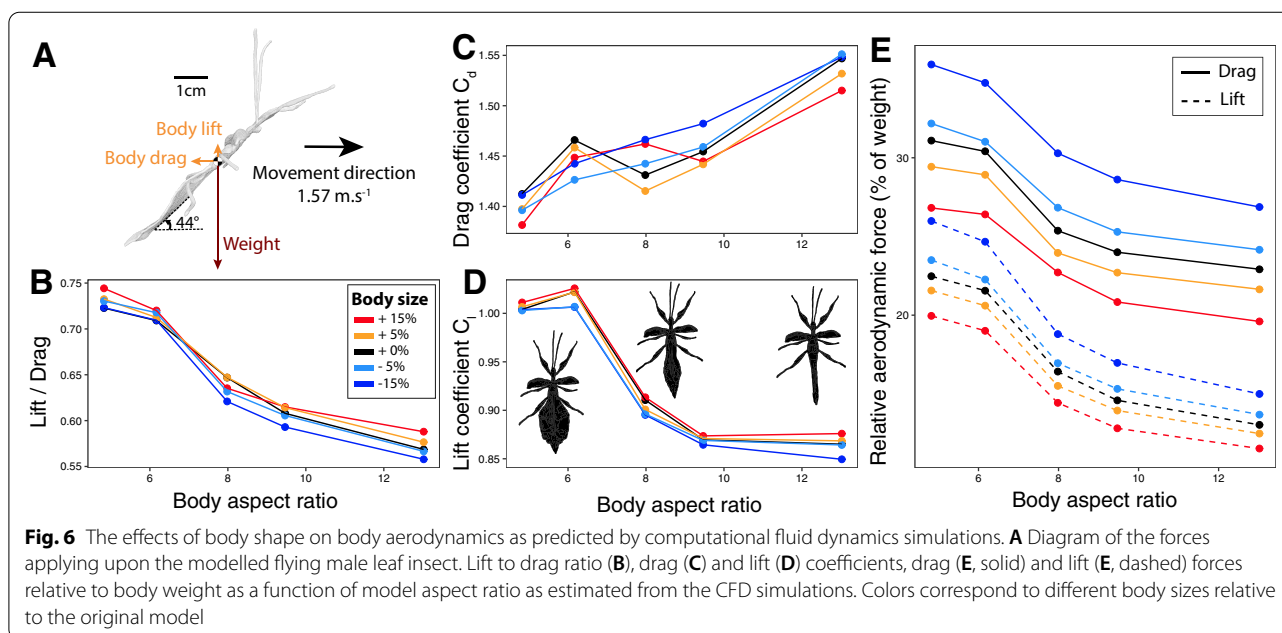 A
1cm
Body lift
Body drag
Movement direction
1.57 m.s⁻¹
44°
Weight
B
0.75
0.70
0.65
0.60
0.55
Lift / Drag
Body size
+ 15%
+ 5%
+ 0%
- 5%
-15%
6
8
10
12
Body aspect ratio
C
1.55
1.50
1.45
1.40
Drag coefficient C_d
6
8
10
12
D
1.00
0.95
0.90
0.85
Lift coefficient C_l
6
8
10
12
Body aspect ratio
E
Drag
Lift
30
20
Relative aerodynamic force (% of weight)
6
8
10
12
Body aspect ratio
Fig. 6 The effects of body shape on body aerodynamics as predicted by computational fluid dynamics simulations. A Diagram of the forces
applying upon the modelled flying male leaf insect. Lift to drag ratio (B), drag (C) and lift (D) coefficients, drag (E, solid) and lift (E, dashed) forces
relative to body weight as a function of model aspect ratio as estimated from the CFD simulations. Colors correspond to different body sizes relative
to the original model